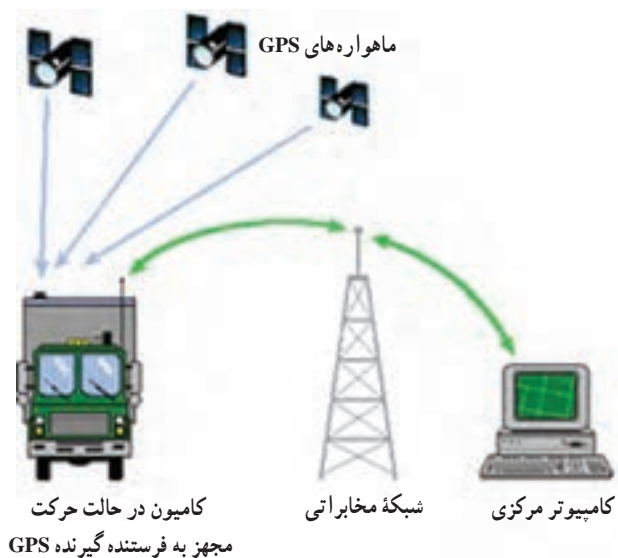 ماهواره‌های GPS
کامپیوتر مرکزی
شبکهٔ مخابراتی
کامیون در حالت حرکت
مجهز به فرستنده گیرنده GPS